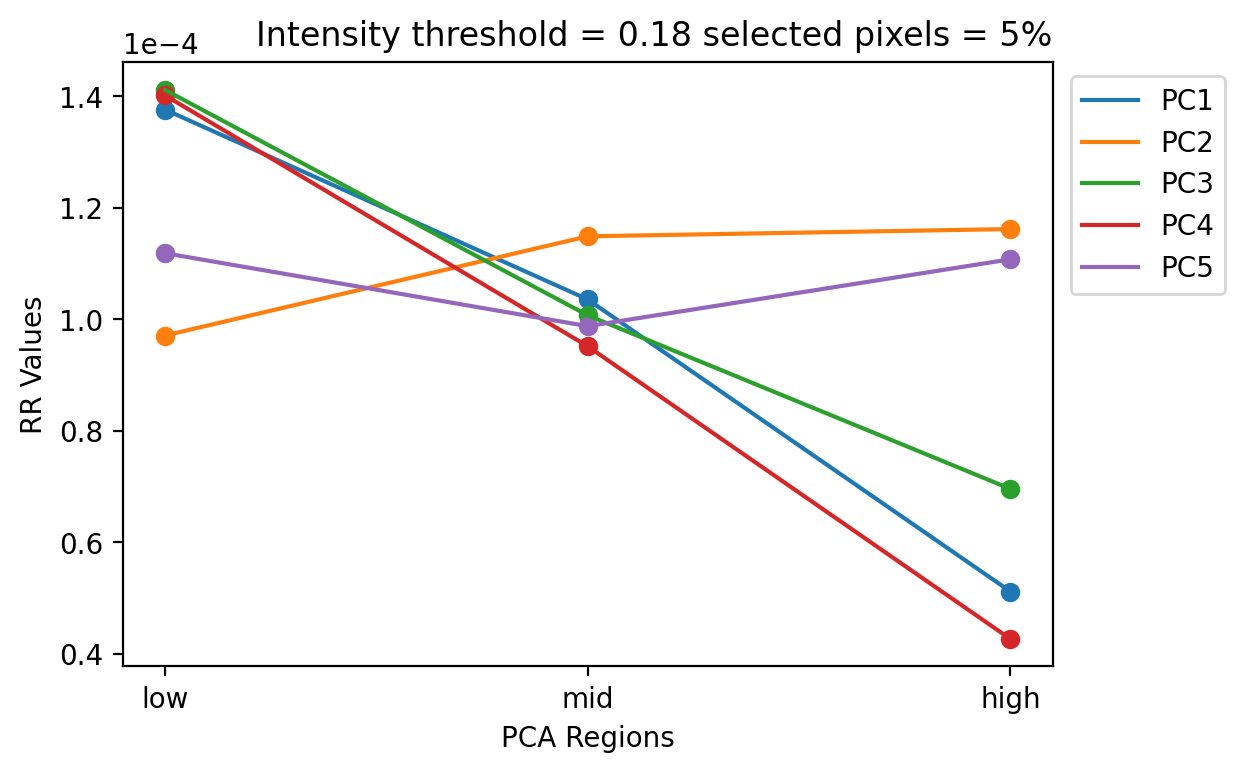 Intensity threshold = 0.18 selected pixels = 5%
1e−4
1.4
1.2
1.0
0.8
0.6
0.4
RR Values
low
mid
high
PCA Regions
PC1
PC2
PC3
PC4
PC5